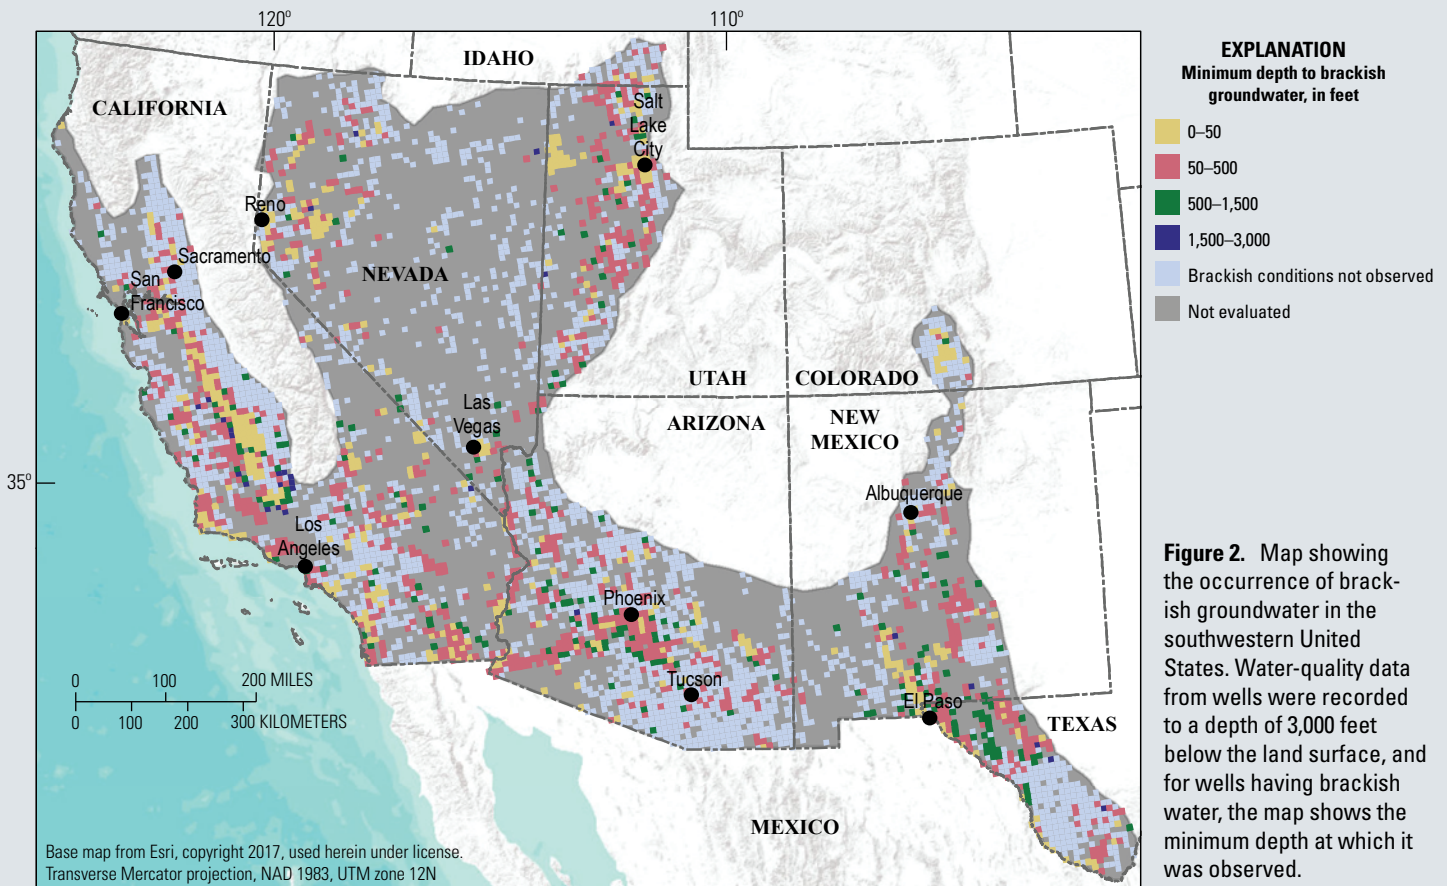 120º
110º
IDAHO
CALIFORNIA
Salt
Lake
City
Reno
Sacramento
San
Francisco
NEVADA
UTAH
COLORADO
ARIZONA
NEW
MEXICO
Las
Vegas
35º
Albuquerque
Los
Angeles
Phoenix
Tucson
El Paso
TEXAS
MEXICO
0 100 200 MILES
0 100 200 300 KILOMETERS
Base map from Esri, copyright 2017, used herein under license.
Transverse Mercator projection, NAD 1983, UTM zone 12N
EXPLANATION
Minimum depth to brackish
groundwater, in feet
0–50
50–500
500–1,500
1,500–3,000
Brackish conditions not observed
Not evaluated
Figure 2. Map showing
the occurrence of brack-
ish groundwater in the
southwestern United
States. Water-quality data
from wells were recorded
to a depth of 3,000 feet
below the land surface, and
for wells having brackish
water, the map shows the
minimum depth at which it
was observed.